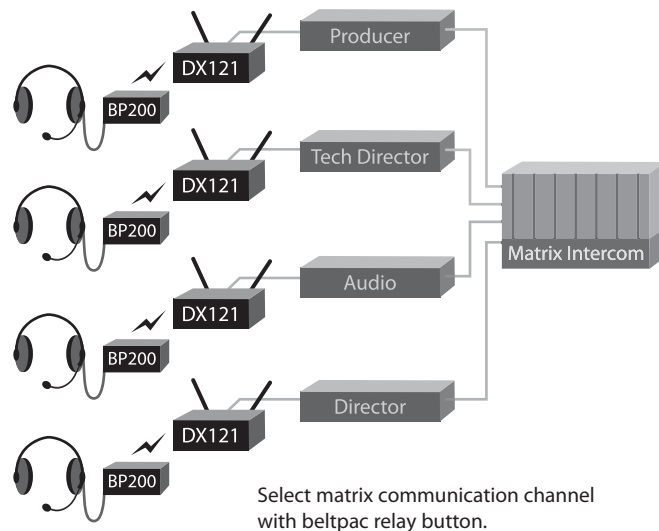 Producer
DX121
BP200
Tech Director
DX121
BP200
Matrix Intercom
Audio
DX121
BP200
Director
DX121
BP200
Select matrix communication channel
with beltpac relay button.